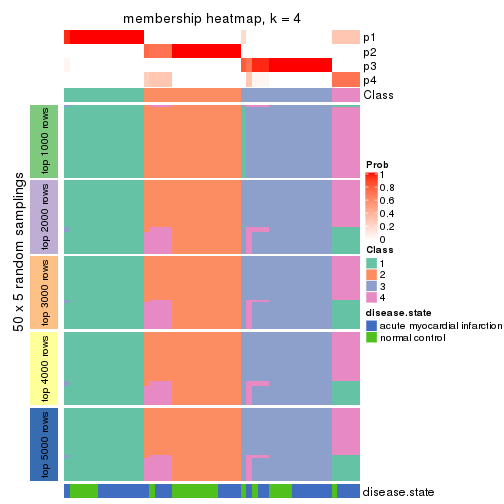 membership heatmap, k = 4
p1
p2
p3
p4
Class
50 x 5 random samplings
top 1000 rows
top 2000 rows
top 3000 rows
top 4000 rows
top 5000 rows
Prob
1
0.8
0.6
0.4
0.2
0
Class
1
2
3
4
disease.state
acute myocardial infarction
normal control
disease.state